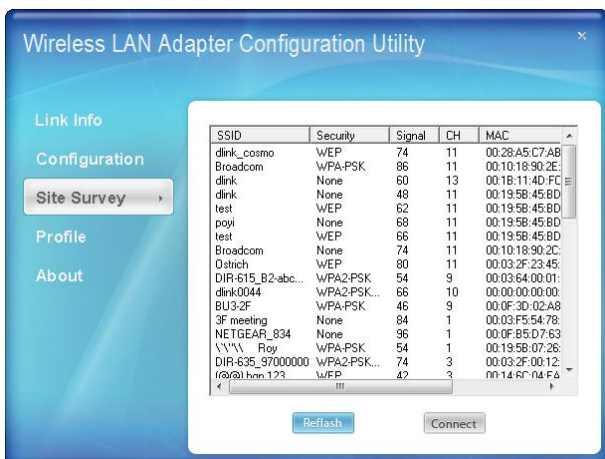 Wireless LAN Adapter Configuration Utility
Link Info
Configuration
Site Survey
Profile
About
SSID Security Signal CH MAC
dlink_cosmo WEP 74 11 00:28:A5:C7:AB
Broadcom WPA-PSK 86 11 00:10:18:90:2E:
dlink None 60 13 00:1B:11:4D:FC
dlink None 48 11 00:19:5B:45:BD
test WEP 62 11 00:19:5B:45:BD
poyi None 68 11 00:19:5B:45:BD
test WEP 66 11 00:19:5B:45:BD
Broadcom None 74 11 00:10:18:90:2C:
Ostrich WEP 80 11 00:03:2F:23:45:
DIR-615_B2-abc... WPA2-PSK 54 9 00:03:64:00:01:
dlink0044 WPA2-PSK... 66 10 00:00:00:00:00:
BU3-2F WPA-PSK 46 9 00:0F:3D:02:A8
3F meeting None 84 1 00:03:F5:54:78:
NETGEAR_834 None 96 1 00:0F:B5:D7:63
\'\"\\ Roy WPA-PSK 54 1 00:19:5B:07:26:
DIR-635_97000000 WPA2-PSK... 74 3 00:03:2F:00:12:
WEP 42 3 00:14:6C:04:FA
Reflash Connect